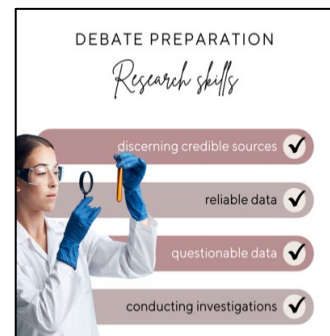 DEBATE PREPARATION
Research skills
discerning credible sources
reliable data
questionable data
conducting investigations